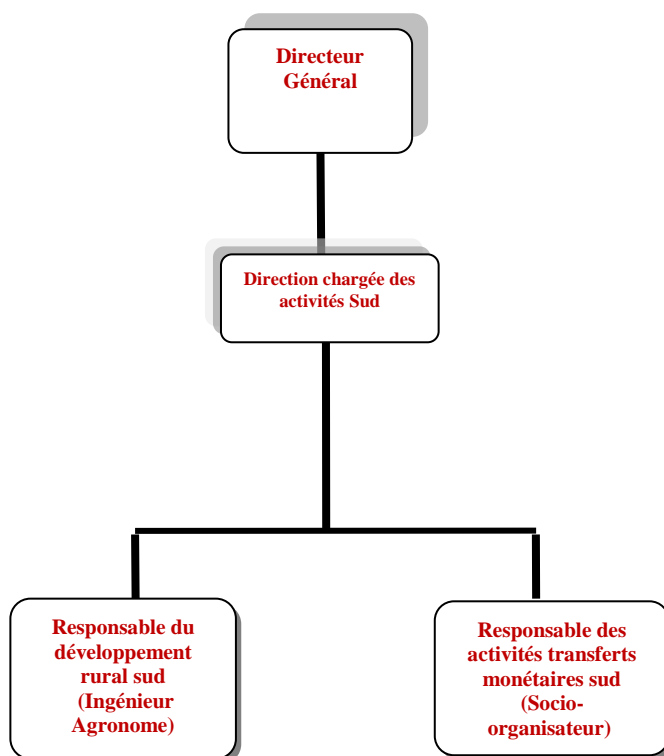 Directeur
Général
Direction chargée des
activités Sud
Responsable du
développement
rural sud
(Ingénieur
Agronome)
Responsable des
activités transferts
monétaires sud
(Socio-
organisateur)